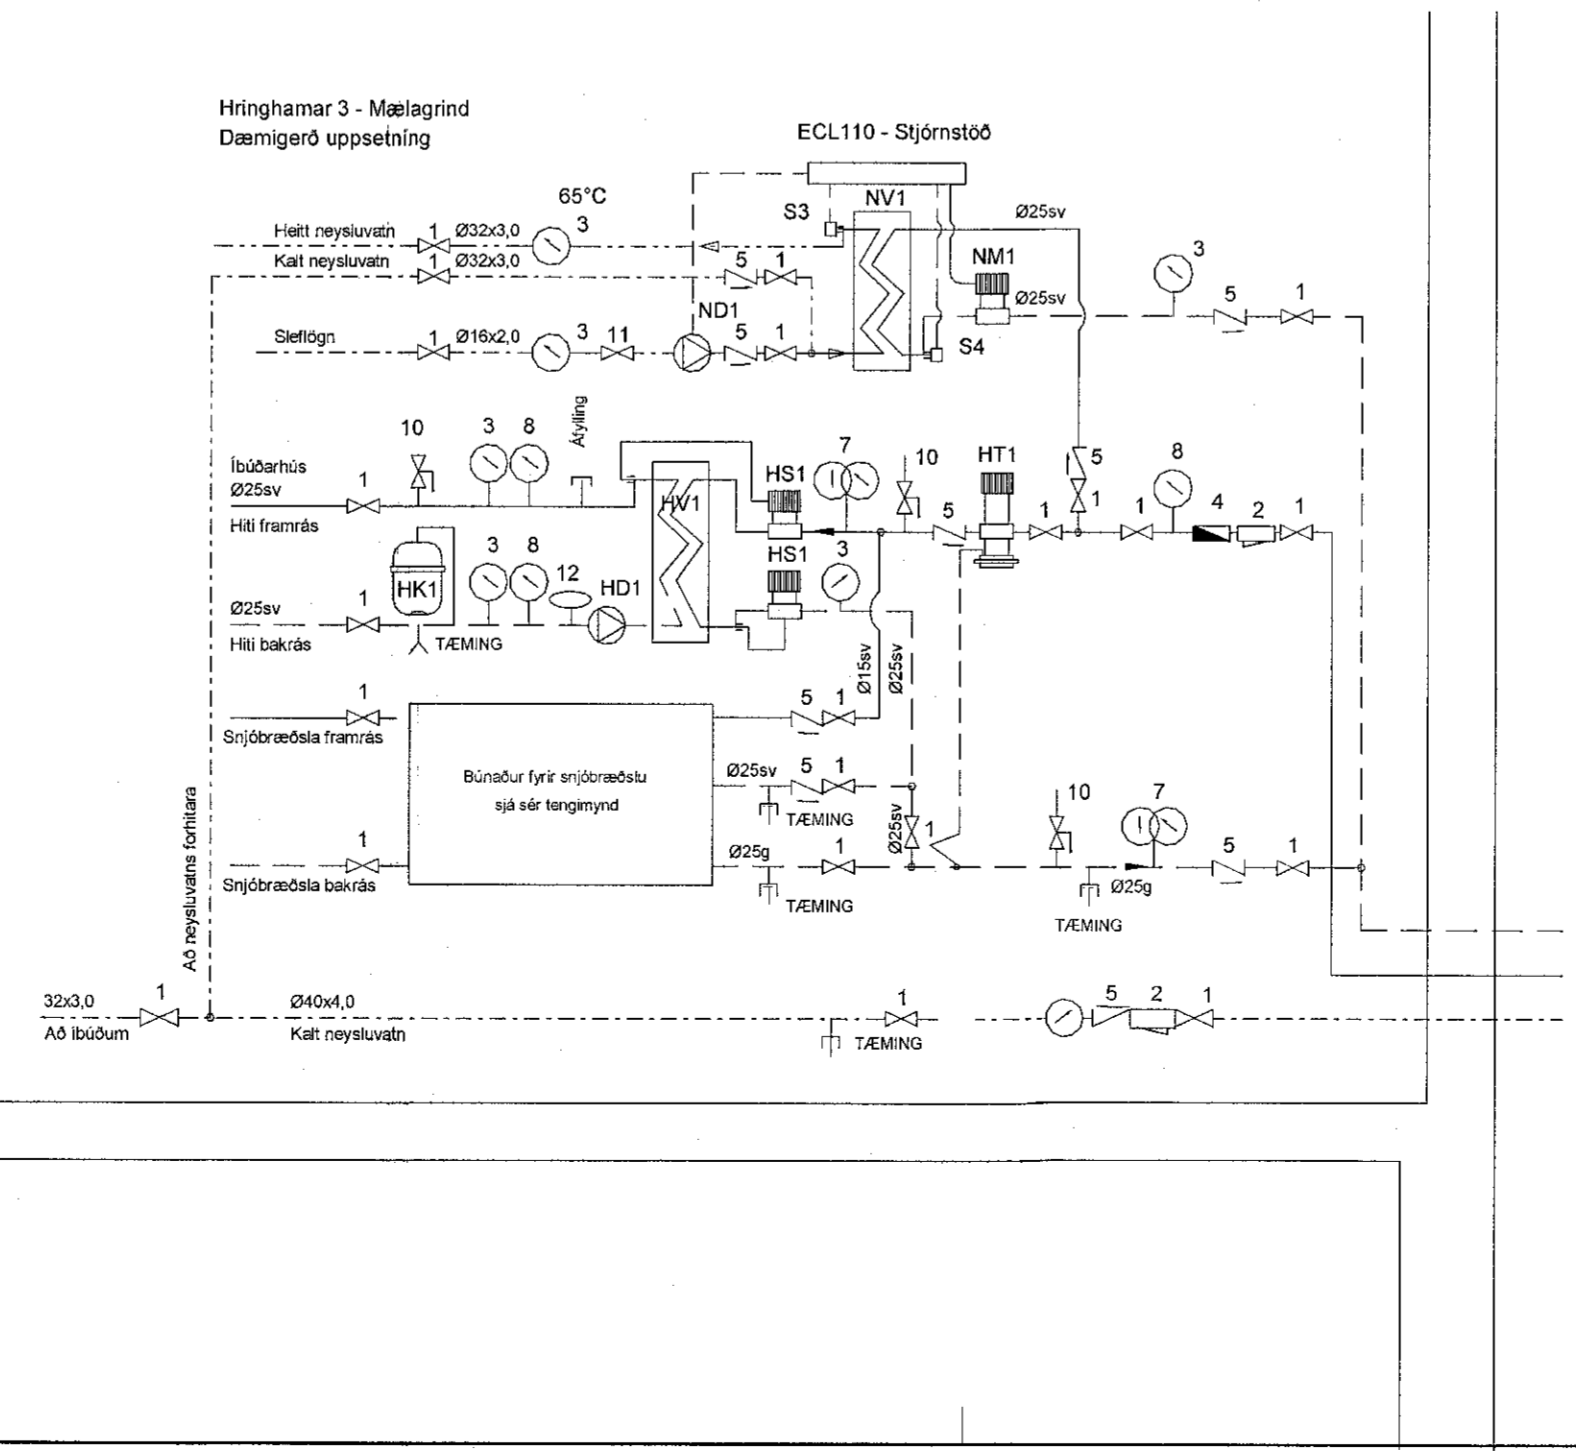 Hringhamar 3 - Mælagrind
Dæmigerð uppsetning
ECL110 - Stjórnstöð
65°C
S3
NV1
Ø25sv
Heitt neysluvatn
1
Ø32x3,0
3
Kalt neysluvatn
1
Ø32x3,0
5
1
NM1
Ø25sv
3
5
1
ND1
Sleflögn
1
Ø16x2,0
3
11
5
1
S4
Áfylling
10
3
8
7
10
HT1
5
8
Íbúðarhús
Ø25sv
1
Hiti framrás
HV1
HS1
5
1
1
1
4
2
1
HS1
3
HK1
3
8
12
HD1
Ø25sv
1
Hiti bakrás
TÆMING
Ø15sv
Ø25sv
1
Snjóbræðsla framrás
5
1
Búnaður fyrir snjóbræðslu
sjá sér tengimynd
Ø25sv
5
1
TÆMING
Ø25sv
1
10
7
Að neysluvatns forhitara
1
Snjóbræðsla bakrás
Ø25g
1
TÆMING
5
1
Ø25g
TÆMING
32x3,0
1
Að íbúðum
Ø40x4,0
Kalt neysluvatn
1
TÆMING
5
2
1